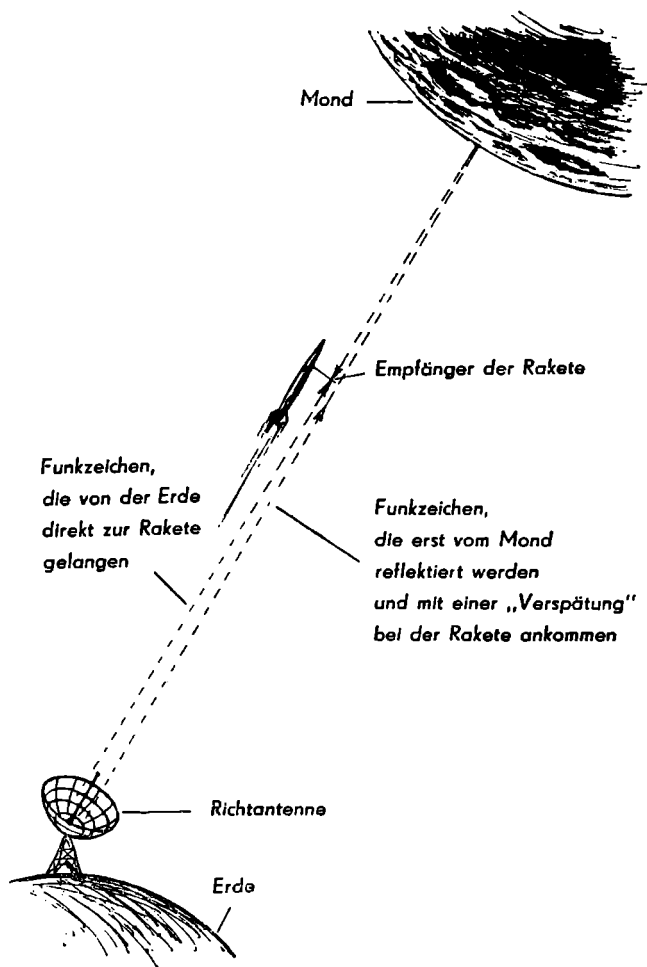 Mond
Empfänger der Rakete
Funkzeichen,
die von der Erde
direkt zur Rakete
gelangen
Funkzeichen,
die erst vom Mond
reflektiert werden
und mit einer „Verspätung"
bei der Rakete ankommen
Richtantenne
Erde